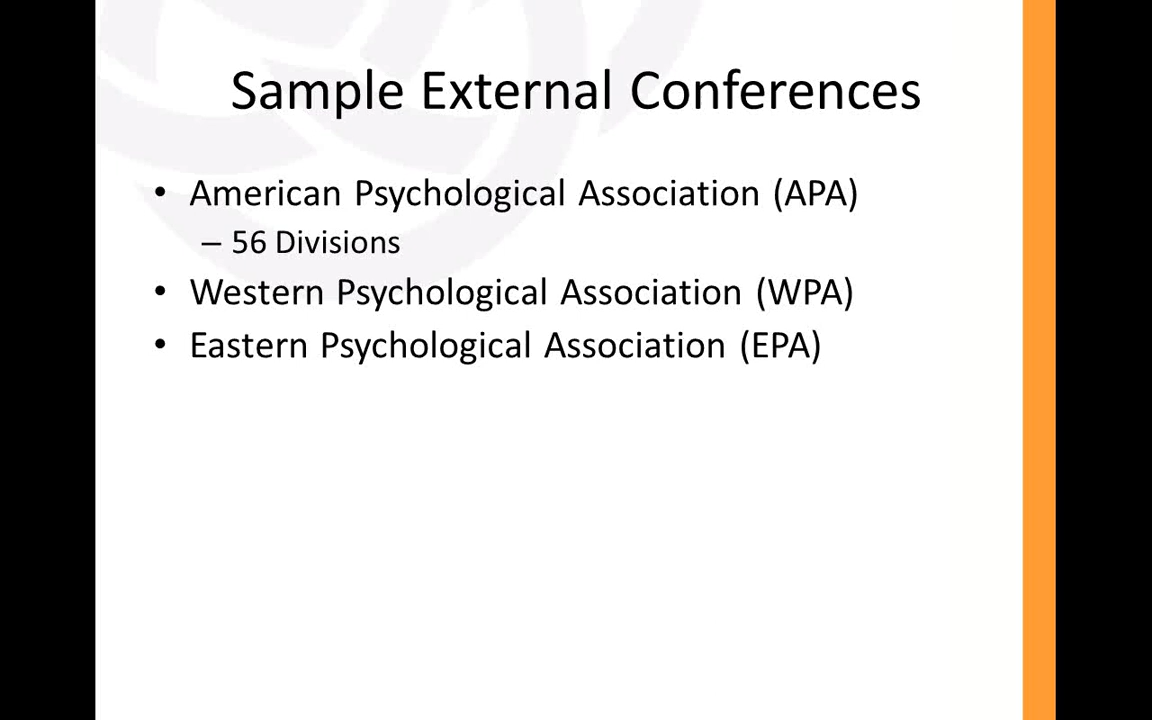 Sample External Conferences
• American Psychological Association (APA)
– 56 Divisions
• Western Psychological Association (WPA)
• Eastern Psychological Association (EPA)